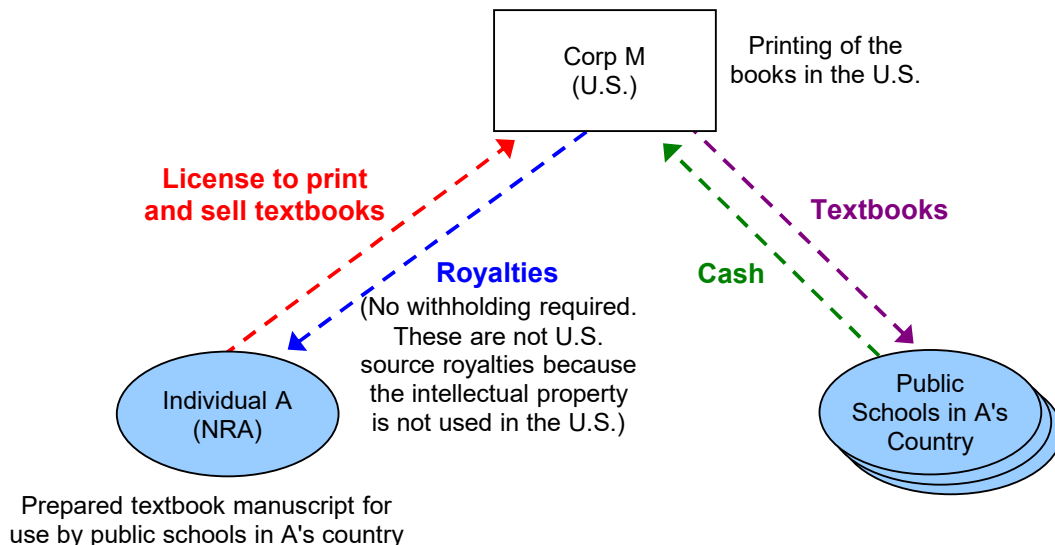 Corp M
(U.S.)
Printing of the
books in the U.S.
License to print
and sell textbooks
Textbooks
Royalties
(No withholding required.
These are not U.S.
source royalties because
the intellectual property
is not used in the U.S.)
Cash
Individual A
(NRA)
Public
Schools in A's
Country
Prepared textbook manuscript for
use by public schools in A's country